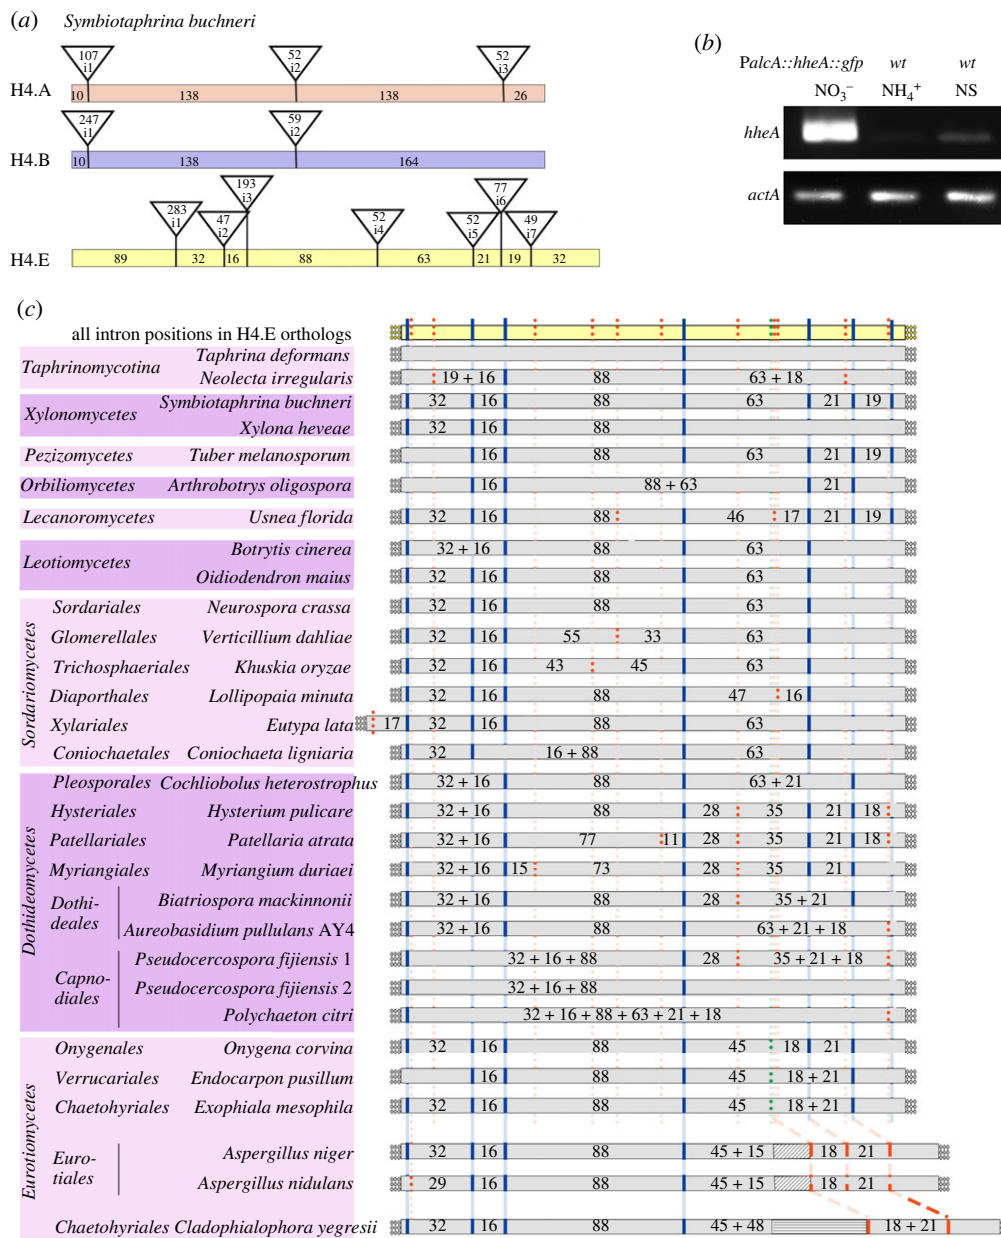 (a) Symbiotaphrina buchneri
107 52 52
i1 i2 i3
H4.A 10 138 138 26
247 59
i1 i2
H4.B 10 138 164
283 47 193 52 52 77 49
i1 i2 i3 i4 i5 i6 i7
H4.E 89 32 16 88 63 21 19 32
(b)
PalcA::hheA::gfp wt wt
NO3− NH4+ NS
hheA
actA
(c)
all intron positions in H4.E orthologs
Taphrinomycotina
Taphrina deformans
Neolecta irregularis 19 + 16 88 63 + 18
Xylonomycetes
Symbiotaphrina buchneri 32 16 88 63 21 19
Xylona heveae 16 88
Pezizomycetes Tuber melanosporum 16 88 63 21 19
Orbiliomycetes Arthrobotrys oligospora 16 88 + 63 21
Lecanoromycetes Usnea florida 32 16 88 46 17 21 19
Leotiomycetes
Botrytis cinerea 32 + 16 88 63
Oidiodendron maius 32 16 88 63
Sordariomycetes
Sordariales Neurospora crassa 32 16 88 63
Glomerellales Verticillium dahliae 32 16 55 33 63
Trichosphaeriales Khuskia oryzae 32 16 43 45 63
Diaporthales Lollipopaia minuta 32 16 88 47 16
Xylariales Eutypa lata 17 32 16 88 63
Coniochaetales Coniochaeta ligniaria 32 16 + 88 63
Dothideomycetes
Pleosporales Cochliobolus heterostrophus 32 + 16 88 63 + 21
Hysteriales Hysterium pulicare 32 + 16 88 28 35 21 18
Patellariales Patellaria atrata 32 + 16 77 11 28 35 21 18
Myriangiales Myriangium duriaei 32 + 16 15 73 28 35 21
Dothi-
deales
Biatriospora mackinnonii 32 + 16 88 28 35 + 21
Aureobasidium pullulans AY4 32 + 16 88 63 + 21 + 18
Capno-
diales
Pseudocercospora fijiensis 1 32 + 16 + 88 28 35 + 21 + 18
Pseudocercospora fijiensis 2 32 + 16 + 88
Polychaeton citri 32 + 16 + 88 + 63 + 21 + 18
Eurotiomycetes
Onygenales Onygena corvina 32 16 88 45 18 21
Verrucariales Endocarpon pusillum 16 88 45 18 + 21
Chaetohyriales Exophiala mesophila 32 16 88 45 18 + 21
Euro-
tiales
Aspergillus niger 32 16 88 45 + 15 18 21
Aspergillus nidulans 29 16 88 45 + 15 18 21
Chaetohyriales Cladophialophora yegresii 32 16 88 45 + 48 18 + 21